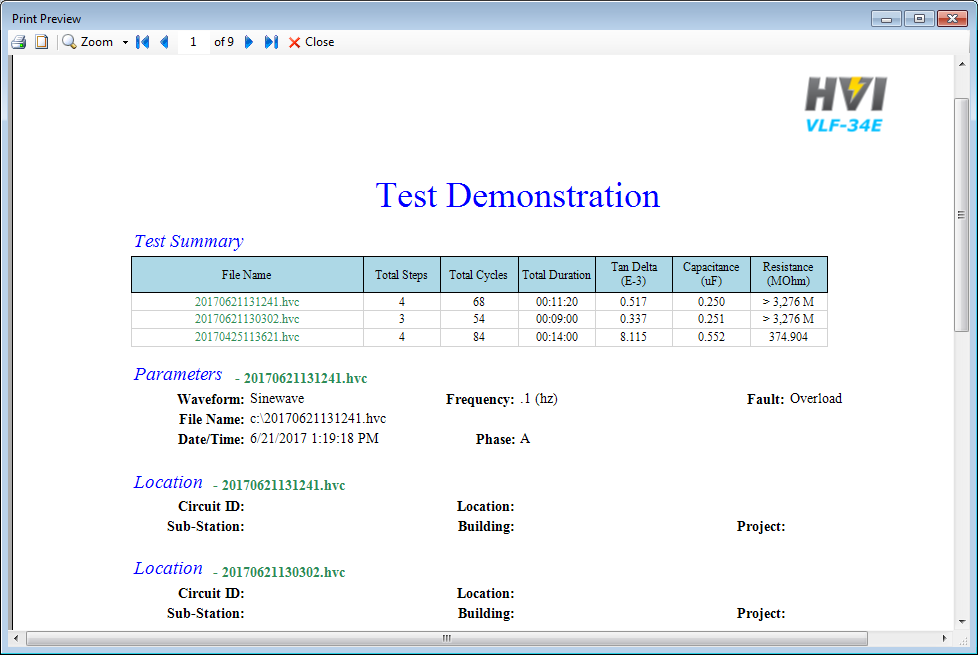 Print Preview
Zoom 1 of 9 Close
HVI
VLF-34E
Test Demonstration
Test Summary
File Name Total Steps Total Cycles Total Duration Tan Delta (E-3) Capacitance (uF) Resistance (MOhm)
20170621131241.hvc 4 68 00:11:20 0.517 0.250 > 3,276 M
20170621130302.hvc 3 54 00:09:00 0.337 0.251 > 3,276 M
20170425113621.hvc 4 84 00:14:00 8.115 0.552 374.904
Parameters - 20170621131241.hvc
Waveform: Sinewave Frequency: .1 (hz) Fault: Overload
File Name: c:\20170621131241.hvc
Date/Time: 6/21/2017 1:19:18 PM Phase: A
Location - 20170621131241.hvc
Circuit ID: Location:
Sub-Station: Building: Project:
Location - 20170621130302.hvc
Circuit ID: Location:
Sub-Station: Building: Project: